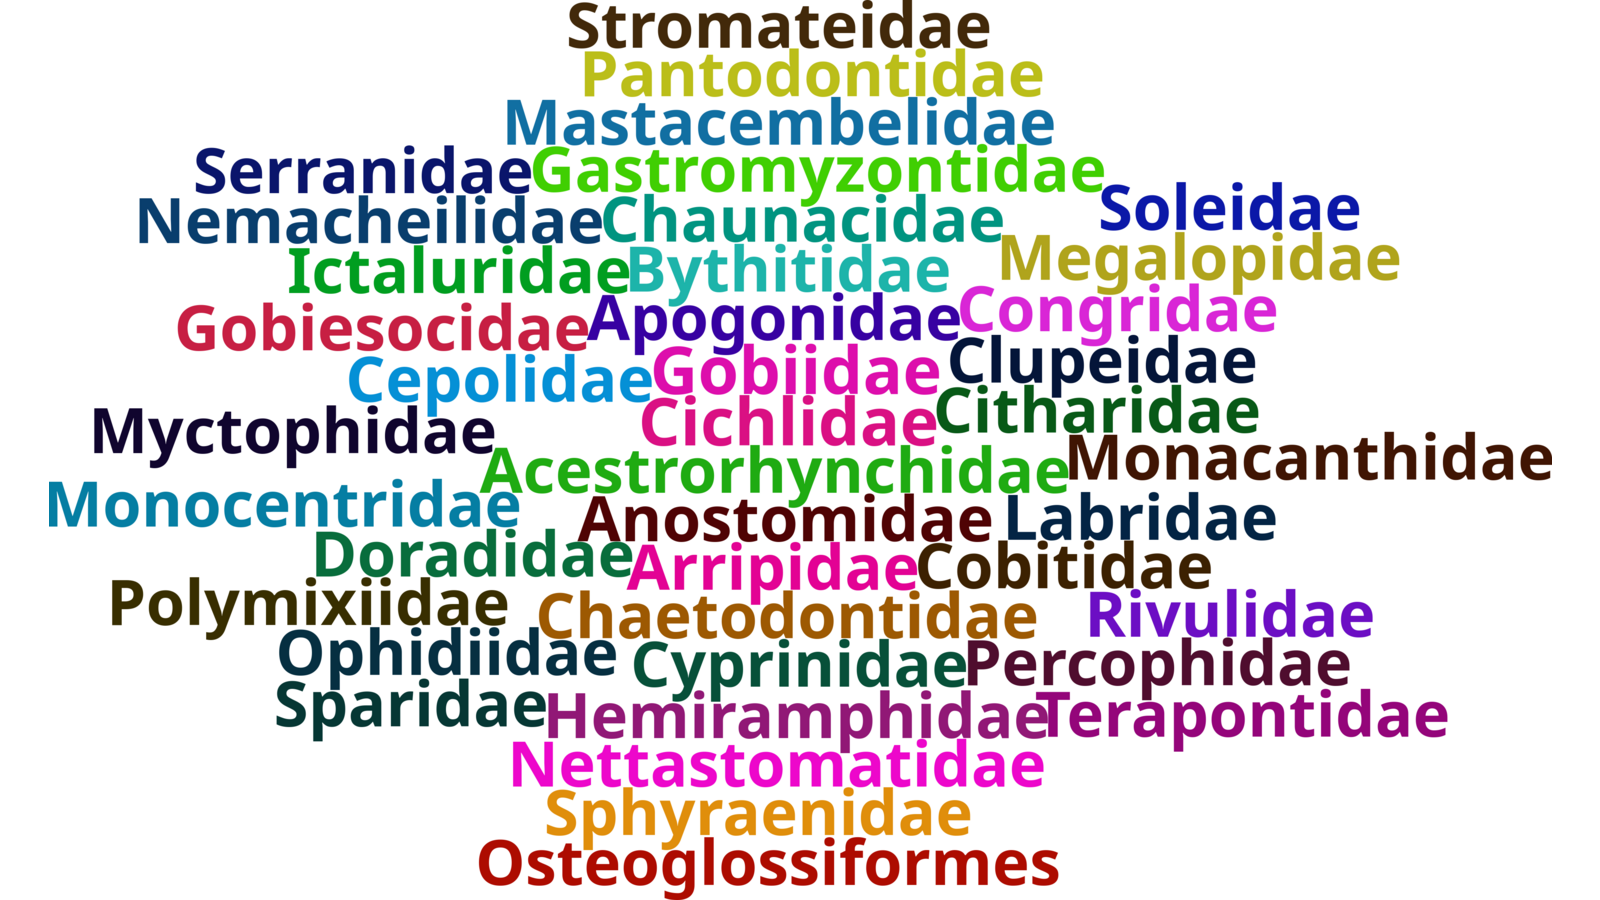 Stromateidae
Pantodontidae
Mastacembelidae
Serranidae Gastromyzontidae
Nemacheilidae Chaunacidae Soleidae
Ictaluridae Bythitidae Megalopidae
Gobiesocidae Apogonidae Congridae
Cepolidae Gobiidae Clupeidae
Myctophidae Cichlidae Citharidae
Acestrorhynchidae Monacanthidae
Monocentridae Anostomidae Labridae
Doradidae Arripidae Cobitidae
Polymixiidae Chaetodontidae Rivulidae
Ophidiidae Cyprinidae Percophidae
Sparidae Hemiramphidae Terapontidae
Nettastomatidae
Sphyraenidae
Osteoglossiformes